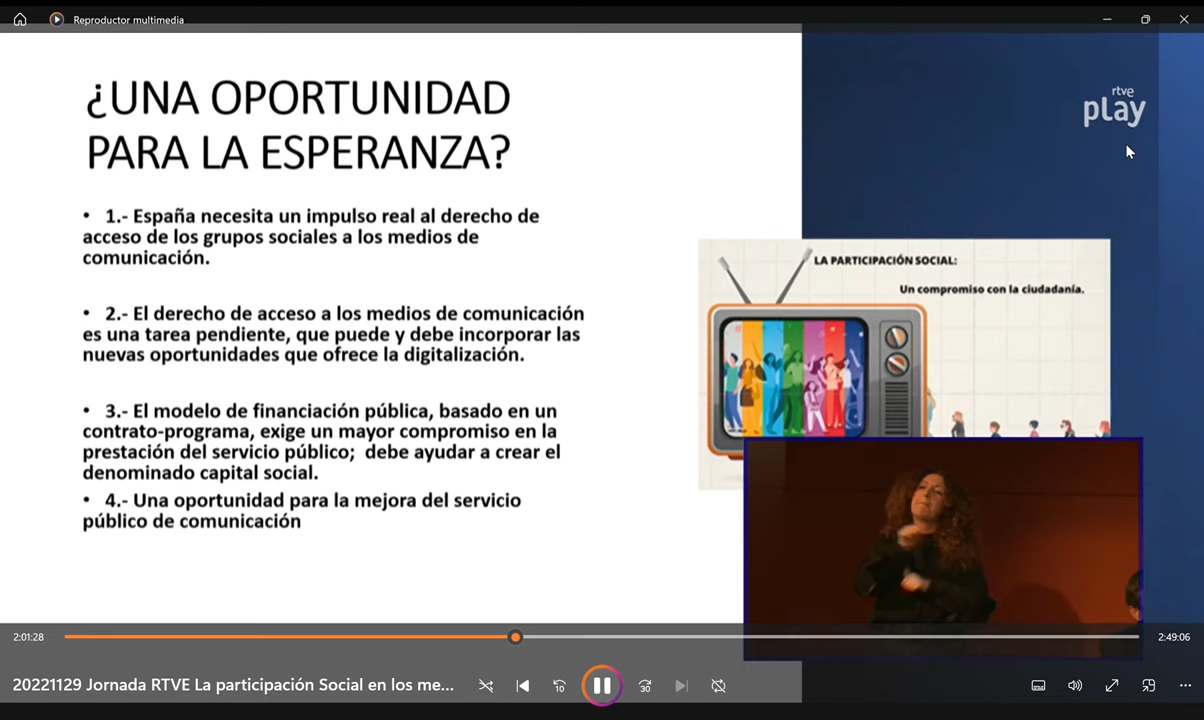 Reproductor multimedia
¿UNA OPORTUNIDAD
PARA LA ESPERANZA?
• 1.- España necesita un impulso real al derecho de
acceso de los grupos sociales a los medios de
comunicación.
• 2.- El derecho de acceso a los medios de comunicación
es una tarea pendiente, que puede y debe incorporar las
nuevas oportunidades que ofrece la digitalización.
• 3.- El modelo de financiación pública, basado en un
contrato-programa, exige un mayor compromiso en la
prestación del servicio público; debe ayudar a crear el
denominado capital social.
• 4.- Una oportunidad para la mejora del servicio
público de comunicación
rtve
play
LA PARTICIPACIÓN SOCIAL:
Un compromiso con la ciudadanía.
2:01:28
2:49:06
20221129 Jornada RTVE La participación Social en los me...
10
30